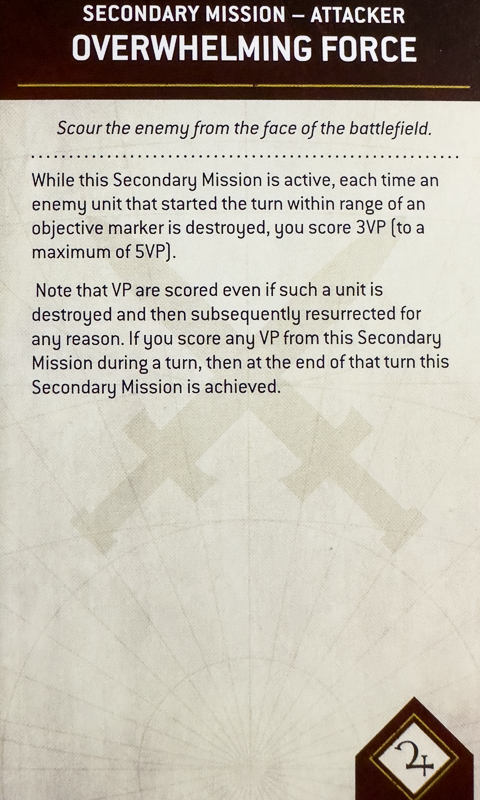 SECONDARY MISSION – ATTACKER
OVERWHELMING FORCE
Scour the enemy from the face of the battlefield.
While this Secondary Mission is active, each time an
enemy unit that started the turn within range of an
objective marker is destroyed, you score 3VP (to a
maximum of 5VP).
Note that VP are scored even if such a unit is
destroyed and then subsequently resurrected for
any reason. If you score any VP from this Secondary
Mission during a turn, then at the end of that turn this
Secondary Mission is achieved.